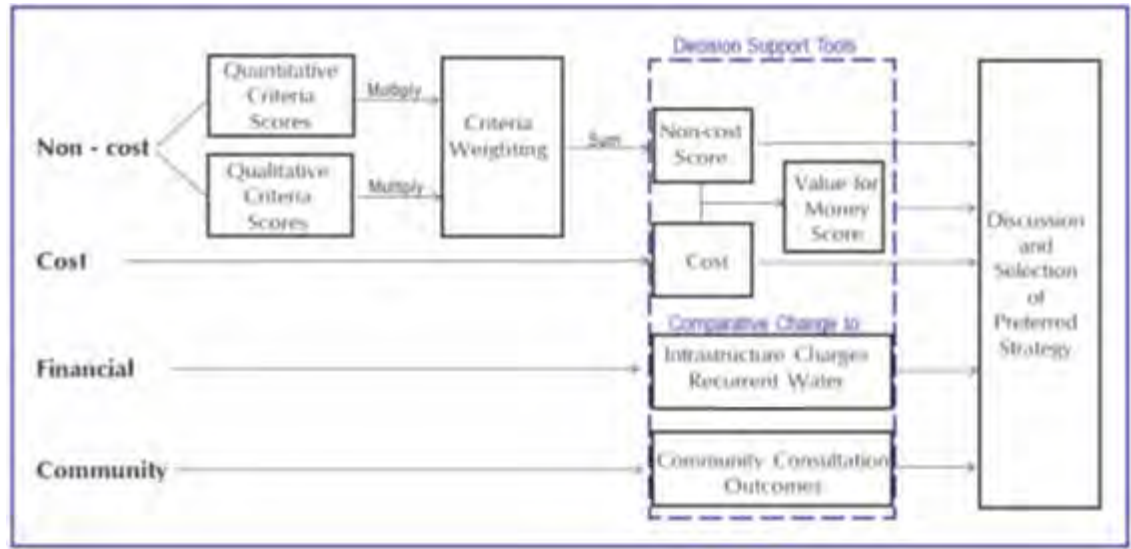 Decision Support Tools
Quantitative
Criteria
Scores
Multiply
Non - cost
Qualitative
Criteria
Scores
Multiply
Criteria
Weighting
Sum
Non-cost
Score
Value for
Money
Score
Cost
Cost
Comparative Change to
Financial
Infrastructure Charges
Recurrent Water
Community
Community Consultation
Outcomes
Discussion
and
Selection
of
Preferred
Strategy